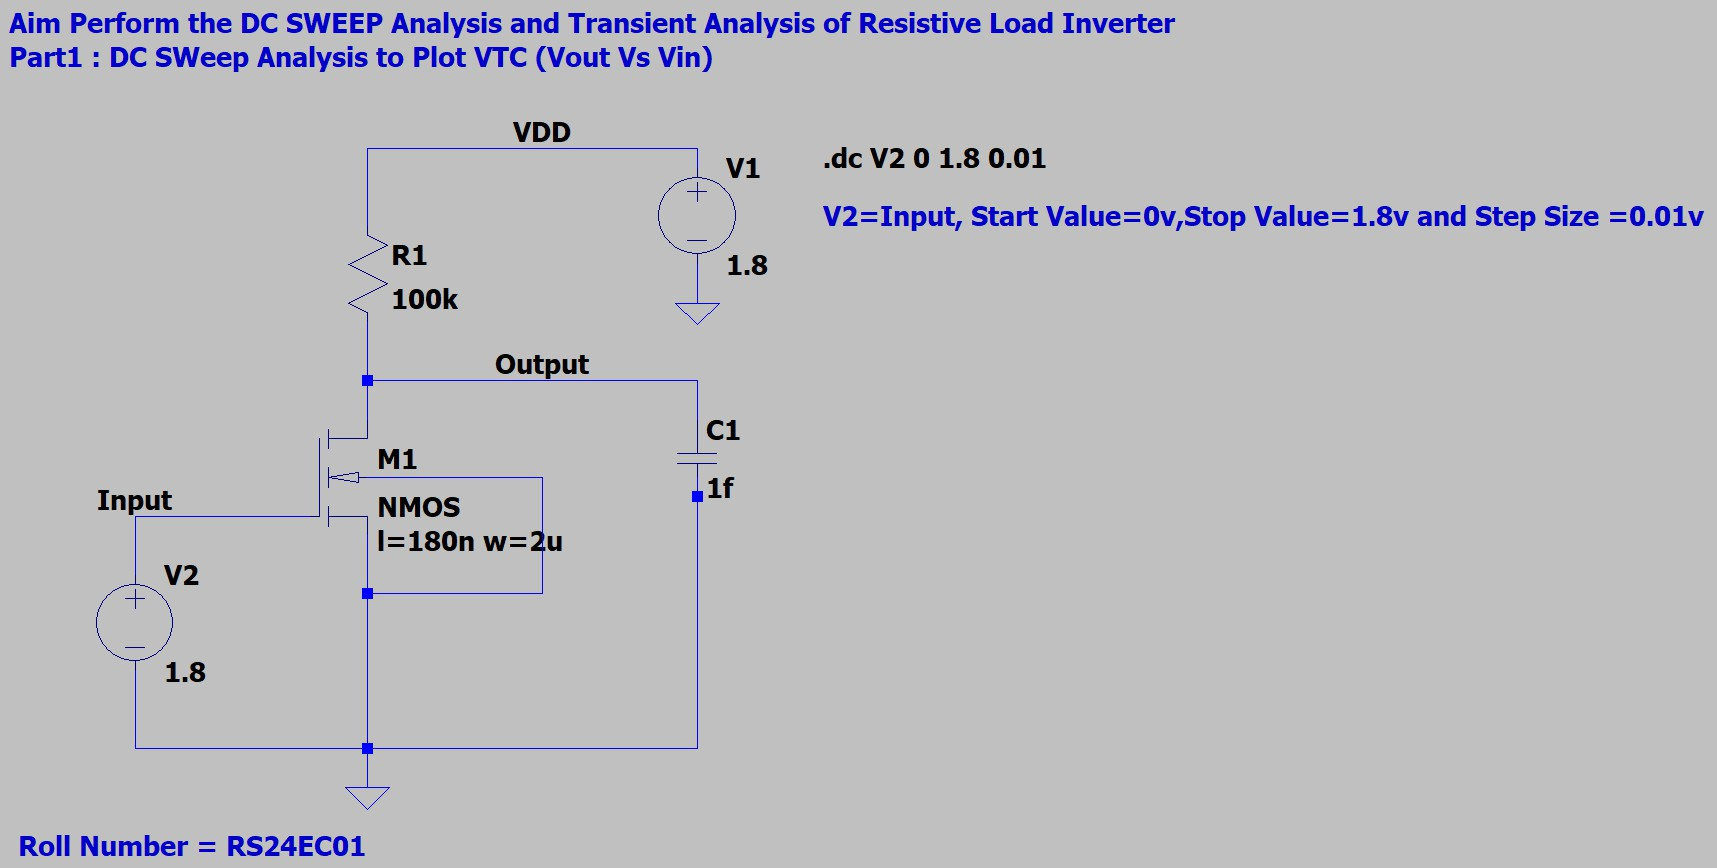 Aim Perform the DC SWEEP Analysis and Transient Analysis of Resistive Load Inverter
Part1 : DC SWeep Analysis to Plot VTC (Vout Vs Vin)
VDD
V1
1.8
.dc V2 0 1.8 0.01
V2=Input, Start Value=0v,Stop Value=1.8v and Step Size =0.01v
R1
100k
Output
C1
1f
M1
NMOS
l=180n w=2u
Input
V2
1.8
Roll Number = RS24EC01